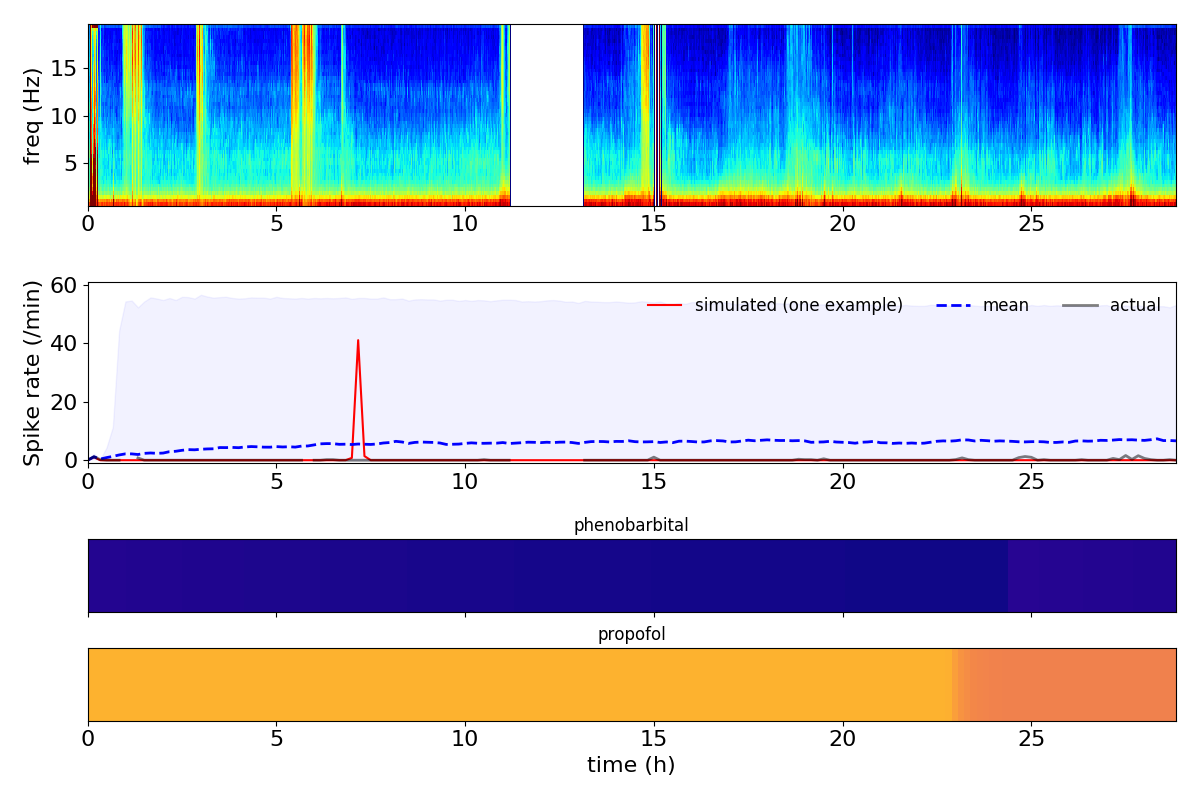 freq (Hz)
15
10
5
0 5 10 15 20 25
Spike rate (/min)
60
40
20
0
simulated (one example) mean actual
0 5 10 15 20 25
phenobarbital
propofol
0 5 10 15 20 25
time (h)